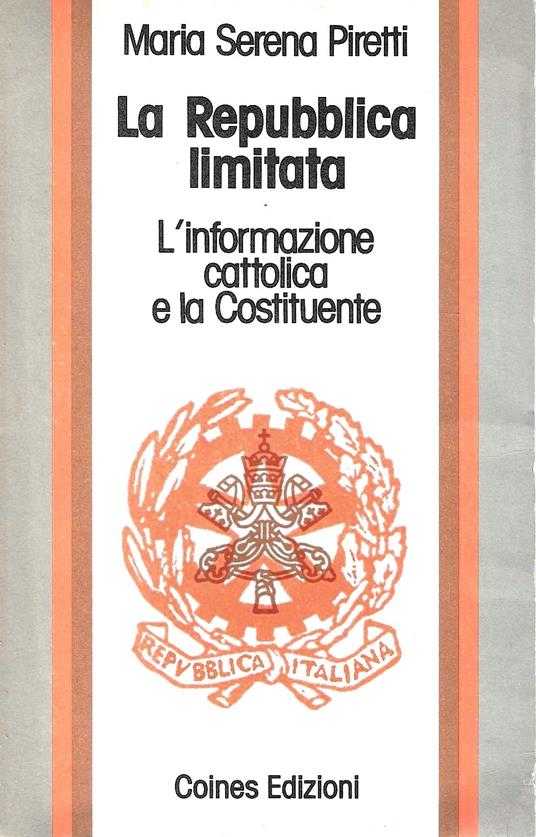 Maria Serena Piretti
La Repubblica
limitata
L'informazione
cattolica
e la Costituente
REPVBBLICA ITALIANA
Coines Edizioni